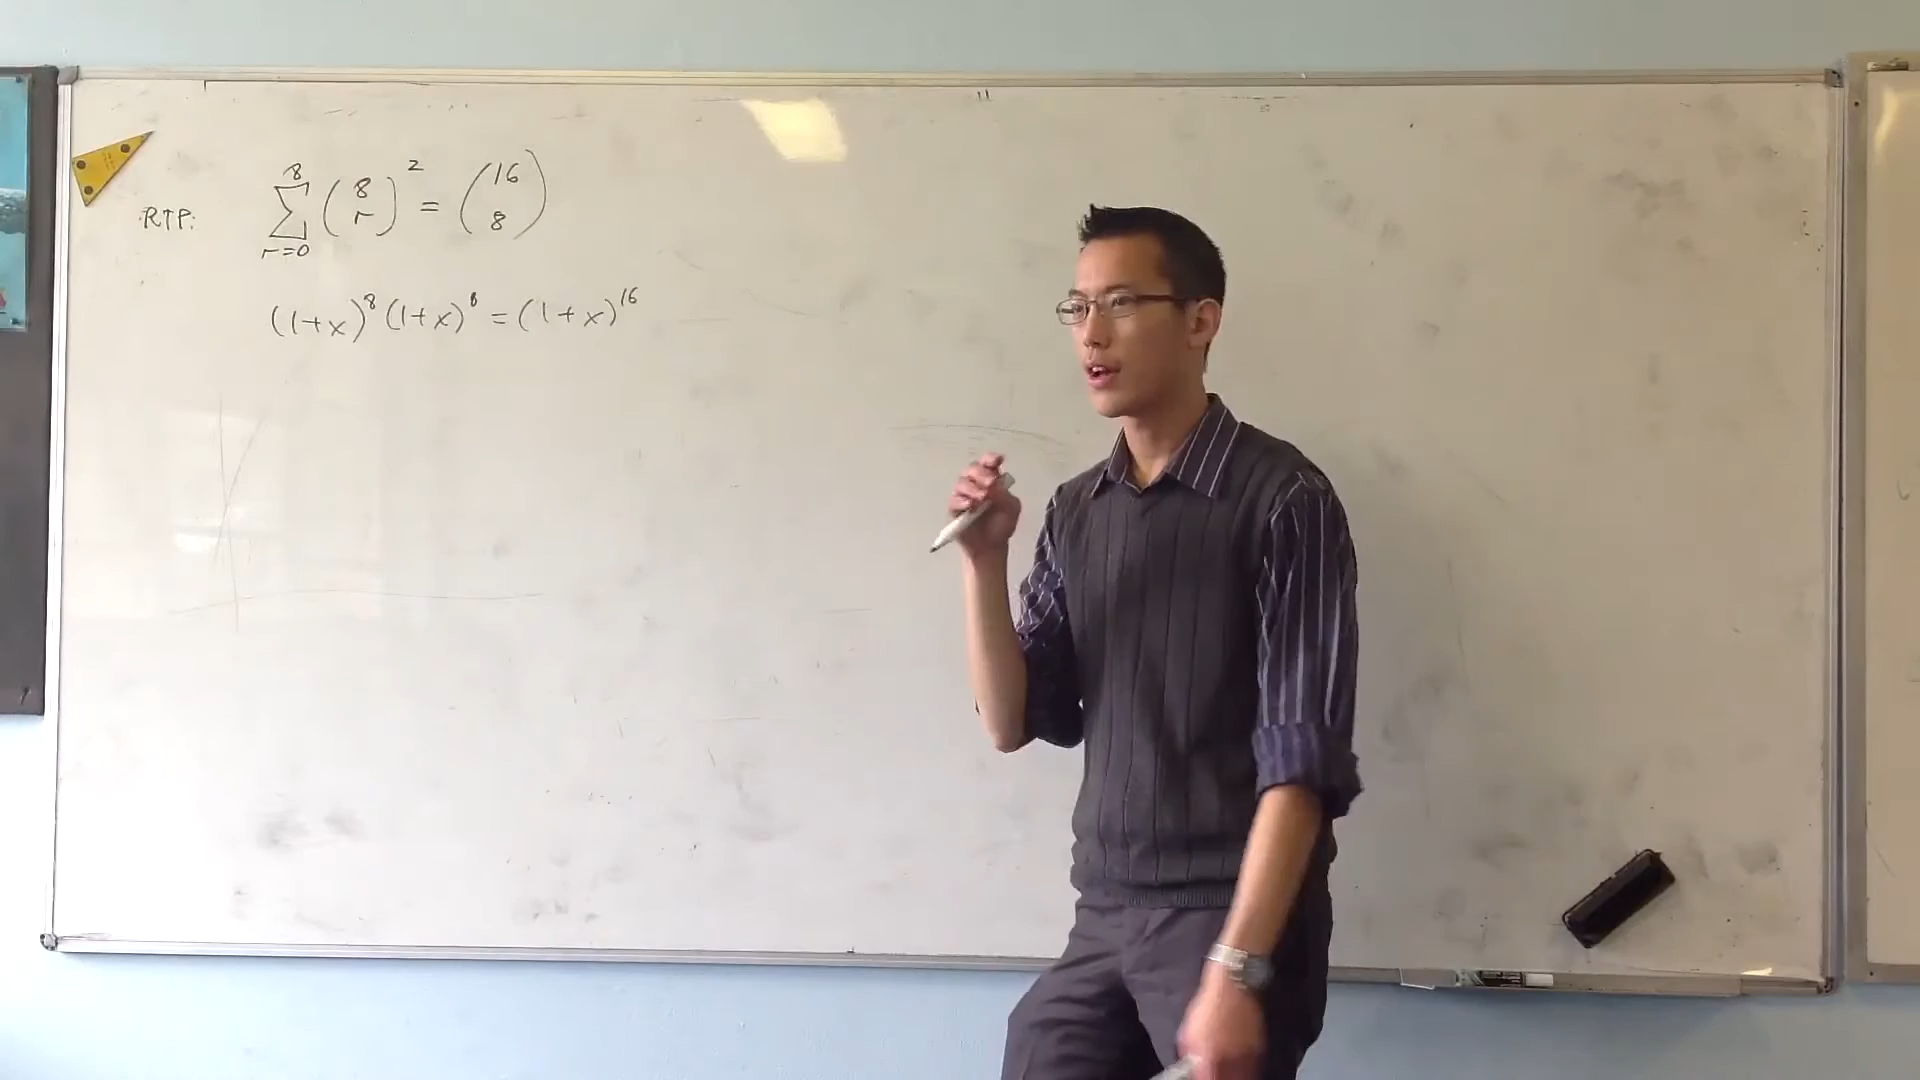 RTP: \sum_{r=0}^{8} \binom{8}{r}^2 = \binom{16}{8}
(1+x)^8 (1+x)^8 = (1+x)^{16}